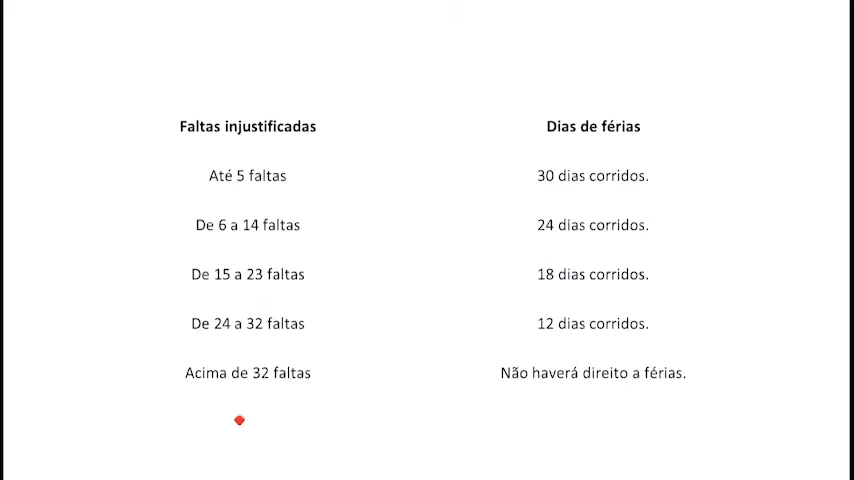 Faltas injustificadas Dias de férias
Até 5 faltas 30 dias corridos.
De 6 a 14 faltas 24 dias corridos.
De 15 a 23 faltas 18 dias corridos.
De 24 a 32 faltas 12 dias corridos.
Acima de 32 faltas Não haverá direito a férias.